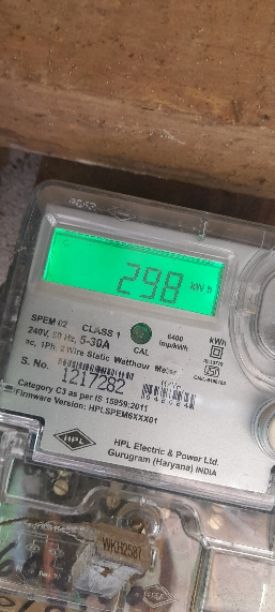 298 kWh
SPEM 02 CLASS 1 6400 kWh
240V, 50 Hz, 5-30A CAL imp/kWh
ac, 1Ph, 2 Wire Static Watthour Meter
S. No. 1217282
Category C3 as per IS 15959:2011
Firmware Version: HPLSPEM6XXX01
HPL
HPL Electric & Power Ltd.
Gurugram (Haryana) INDIA